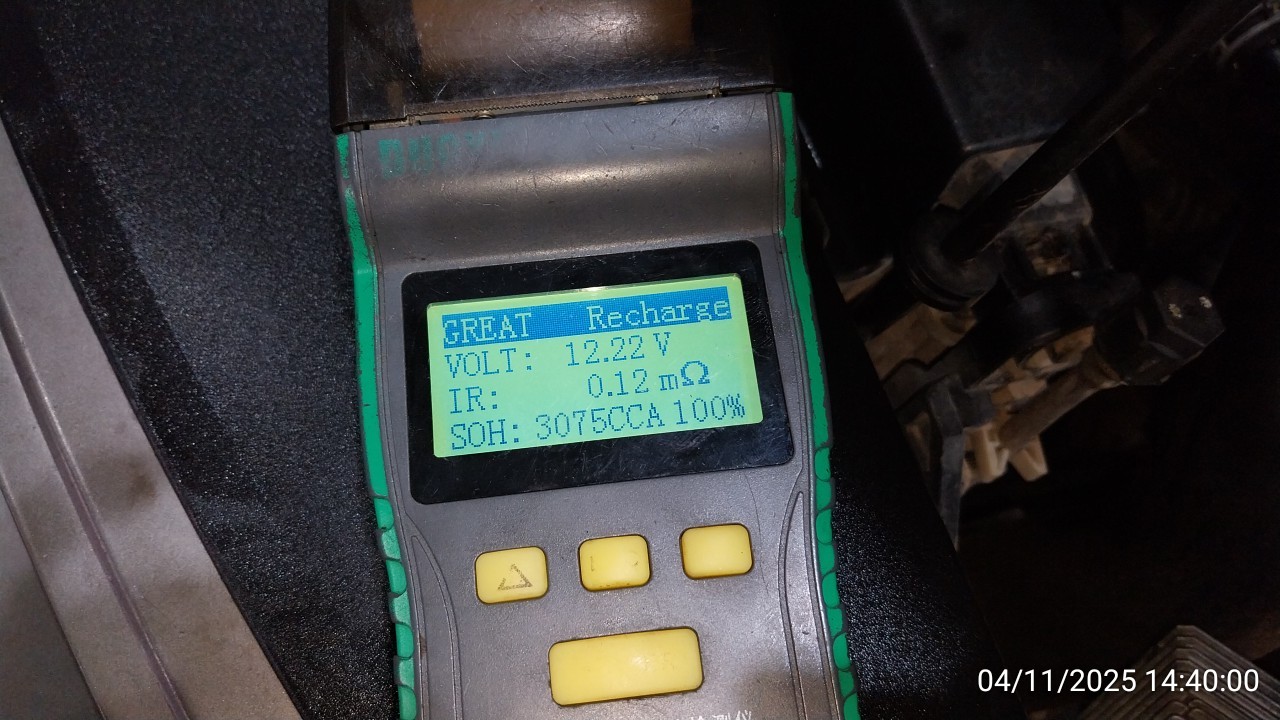 GREAT Recharge
VOLT: 12.22 V
IR: 0.12 mΩ
SOH: 3075CCA 100%
04/11/2025 14:40:00